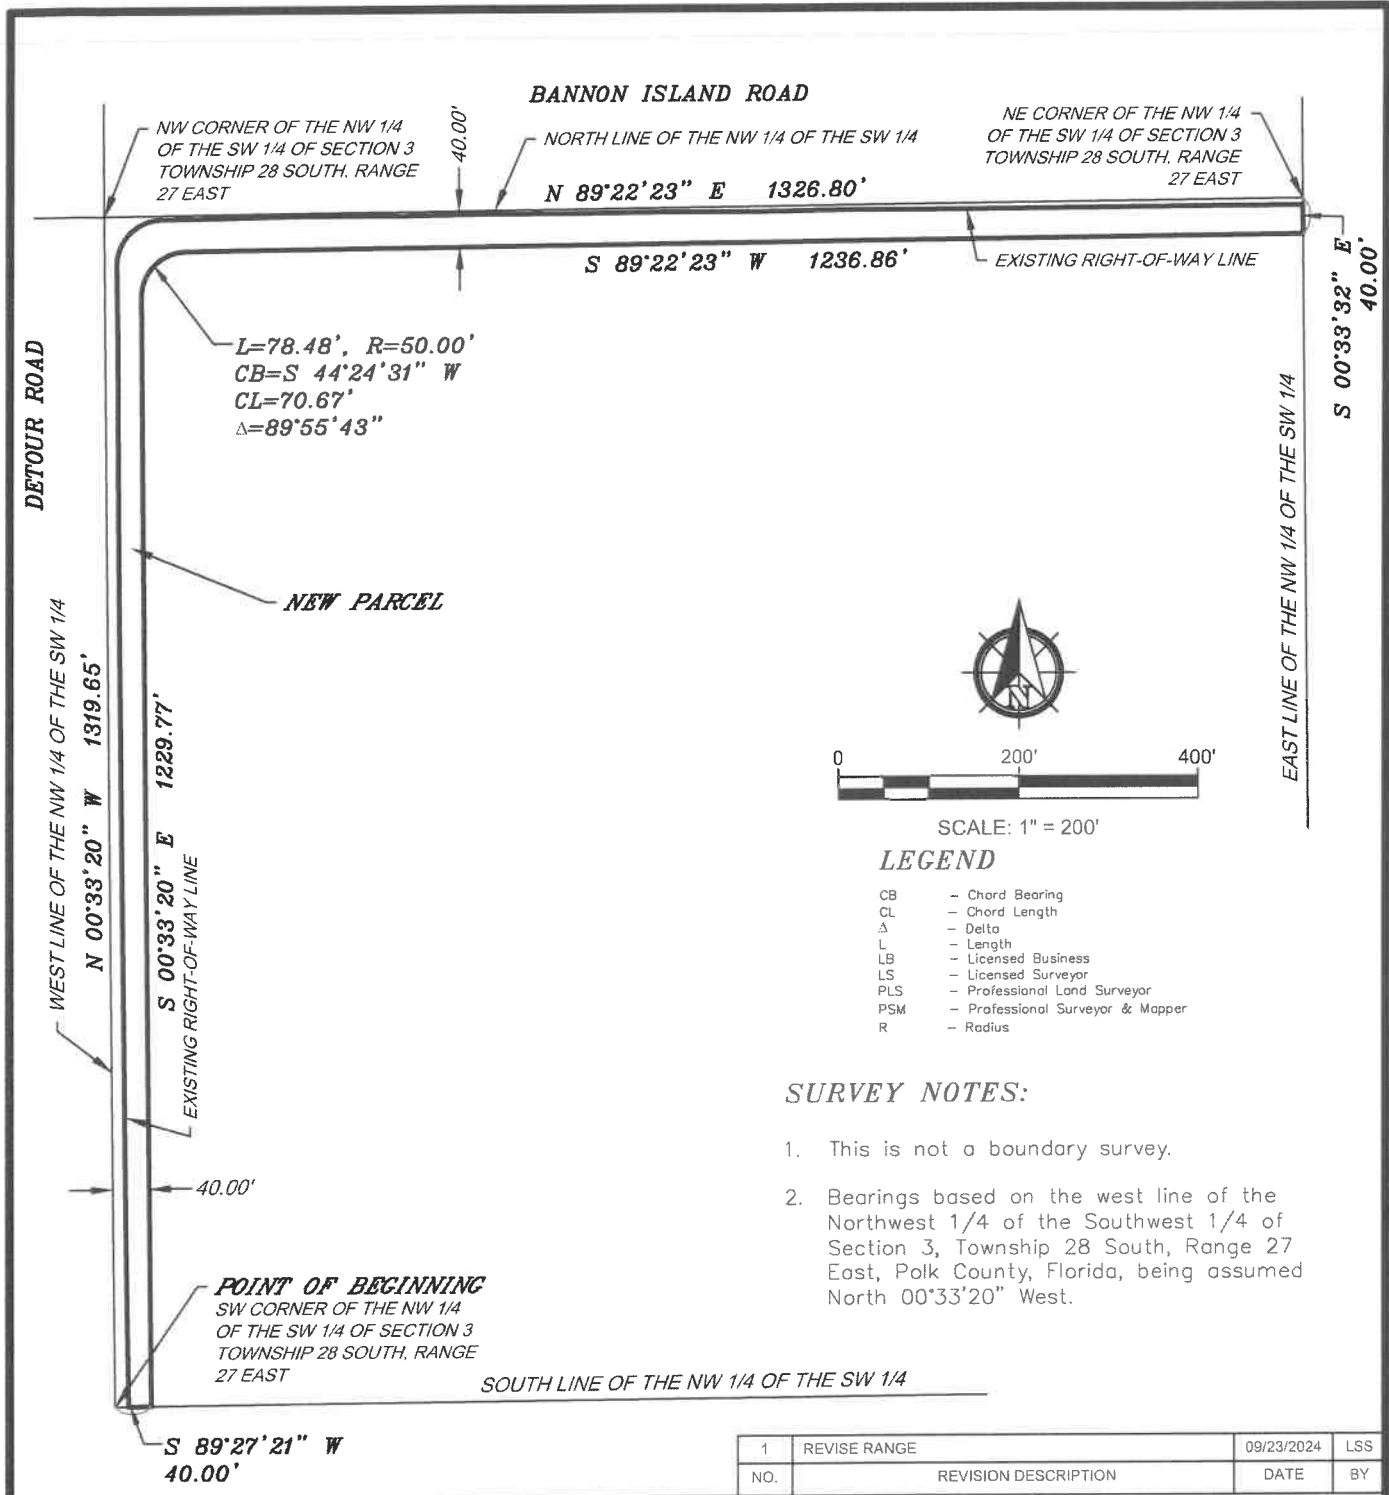 BANNON ISLAND ROAD
NW CORNER OF THE NW 1/4
OF THE SW 1/4 OF SECTION 3
TOWNSHIP 28 SOUTH, RANGE
27 EAST
40.00'
NORTH LINE OF THE NW 1/4 OF THE SW 1/4
NE CORNER OF THE NW 1/4
OF THE SW 1/4 OF SECTION 3
TOWNSHIP 28 SOUTH, RANGE
27 EAST
N 89°22'23" E 1326.80'
S 89°22'23" W 1236.86'
EXISTING RIGHT-OF-WAY LINE
S 00°33'32" E
40.00'
L=78.48', R=50.00'
CB=S 44°24'31" W
CL=70.67'
Δ=89°55'43"
DETOUR ROAD
NEW PARCEL
WEST LINE OF THE NW 1/4 OF THE SW 1/4
N 00°33'20" W 1319.65'
S 00°33'20" E 1229.77'
EXISTING RIGHT-OF-WAY LINE
EAST LINE OF THE NW 1/4 OF THE SW 1/4
N
0 200' 400'
SCALE: 1" = 200'
LEGEND
CB – Chord Bearing
CL – Chord Length
Δ – Delta
L – Length
LB – Licensed Business
LS – Licensed Surveyor
PLS – Professional Land Surveyor
PSM – Professional Surveyor & Mapper
R – Radius
SURVEY NOTES:
1. This is not a boundary survey.
2. Bearings based on the west line of the
Northwest 1/4 of the Southwest 1/4 of
Section 3, Township 28 South, Range 27
East, Polk County, Florida, being assumed
North 00°33'20" West.
40.00'
POINT OF BEGINNING
SW CORNER OF THE NW 1/4
OF THE SW 1/4 OF SECTION 3
TOWNSHIP 28 SOUTH, RANGE
27 EAST
SOUTH LINE OF THE NW 1/4 OF THE SW 1/4
S 89°27'21" W
40.00'
1 REVISE RANGE 09/23/2024 LSS
NO. REVISION DESCRIPTION DATE BY